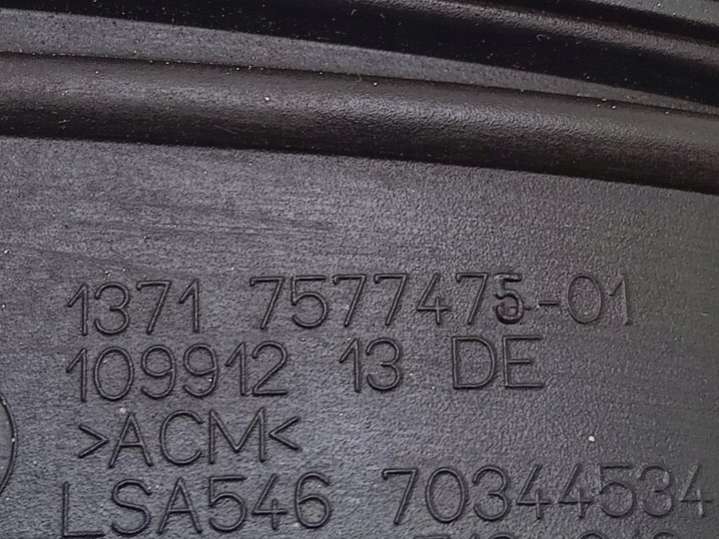 1371 7577475-01
109912 13 DE
>ACM<
LSA546 70344534